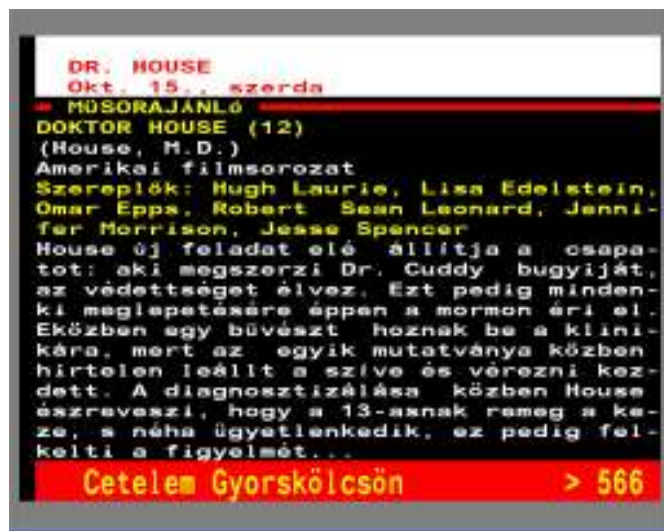 DR. HOUSE
Okt. 15., szerda
MŰSORAJÁNLÓ
DOKTOR HOUSE (12)
(House, M.D.)
Amerikai filmsorozat
Szereplők: Hugh Laurie, Lisa Edelstein,
Omar Epps, Robert Sean Leonard, Jenni-
fer Morrison, Jesse Spencer
House új feladat elé állítja a csapa-
tot: aki megszerzi Dr. Cuddy bugyiját,
az védettséget élvez. Ezt pedig minden-
ki meglepetésére éppen a mormon éri el.
Eközben egy bűvészt hoznak be a klini-
kára, mert az egyik mutatványa közben
hirtelen leállt a szíve és vérezni kez-
dett. A diagnosztizálása közben House
észreveszi, hogy a 13-asnak remeg a ke-
ze, s néha ügyetlenkedik, ez pedig fel-
kelti a figyelmét...
Cetelem Gyorskölcsön > 566